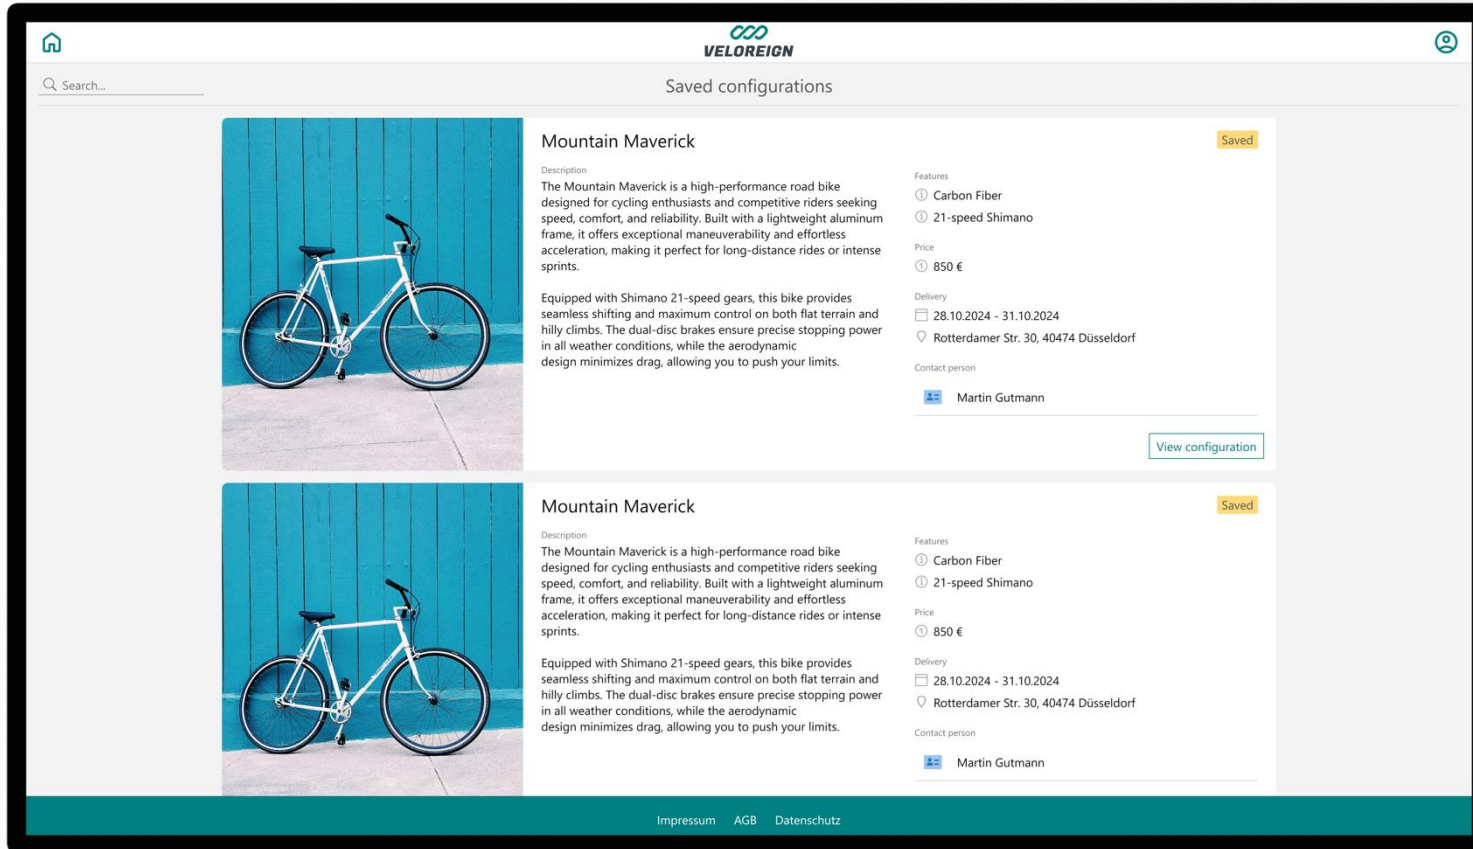 VELOREIGN
Search...
Saved configurations
Mountain Maverick
Saved
Description
The Mountain Maverick is a high-performance road bike
designed for cycling enthusiasts and competitive riders seeking
speed, comfort, and reliability. Built with a lightweight aluminum
frame, it offers exceptional maneuverability and effortless
acceleration, making it perfect for long-distance rides or intense
sprints.
Equipped with Shimano 21-speed gears, this bike provides
seamless shifting and maximum control on both flat terrain and
hilly climbs. The dual-disc brakes ensure precise stopping power
in all weather conditions, while the aerodynamic
design minimizes drag, allowing you to push your limits.
Features
Carbon Fiber
21-speed Shimano
Price
850 €
Delivery
28.10.2024 - 31.10.2024
Rotterdamer Str. 30, 40474 Düsseldorf
Contact person
Martin Gutmann
View configuration
Mountain Maverick
Saved
Description
The Mountain Maverick is a high-performance road bike
designed for cycling enthusiasts and competitive riders seeking
speed, comfort, and reliability. Built with a lightweight aluminum
frame, it offers exceptional maneuverability and effortless
acceleration, making it perfect for long-distance rides or intense
sprints.
Equipped with Shimano 21-speed gears, this bike provides
seamless shifting and maximum control on both flat terrain and
hilly climbs. The dual-disc brakes ensure precise stopping power
in all weather conditions, while the aerodynamic
design minimizes drag, allowing you to push your limits.
Features
Carbon Fiber
21-speed Shimano
Price
850 €
Delivery
28.10.2024 - 31.10.2024
Rotterdamer Str. 30, 40474 Düsseldorf
Contact person
Martin Gutmann
Impressum AGB Datenschutz